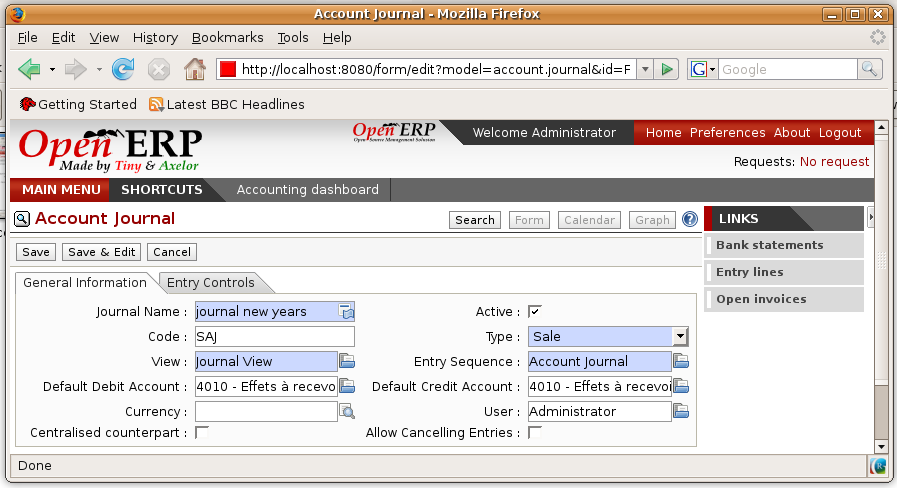 Account Journal - Mozilla Firefox
File Edit View History Bookmarks Tools Help
http://localhost:8080/form/edit?model=account.journal&id=F
G Google
Getting Started Latest BBC Headlines
Open ERP
Made by Tiny & Axelor
Open ERP
Open Source Management Solution
Welcome Administrator
Home Preferences About Logout
Requests: No request
MAIN MENU SHORTCUTS Accounting dashboard
Account Journal
Search Form Calendar Graph ?
LINKS
Bank statements
Entry lines
Open invoices
Save Save & Edit Cancel
General Information Entry Controls
Journal Name : journal new years Active :
Code : SAJ Type : Sale
View : Journal View Entry Sequence : Account Journal
Default Debit Account : 4010 - Effets à recevo Default Credit Account : 4010 - Effets à recevoi
Currency : User : Administrator
Centralised counterpart : Allow Cancelling Entries :
Done